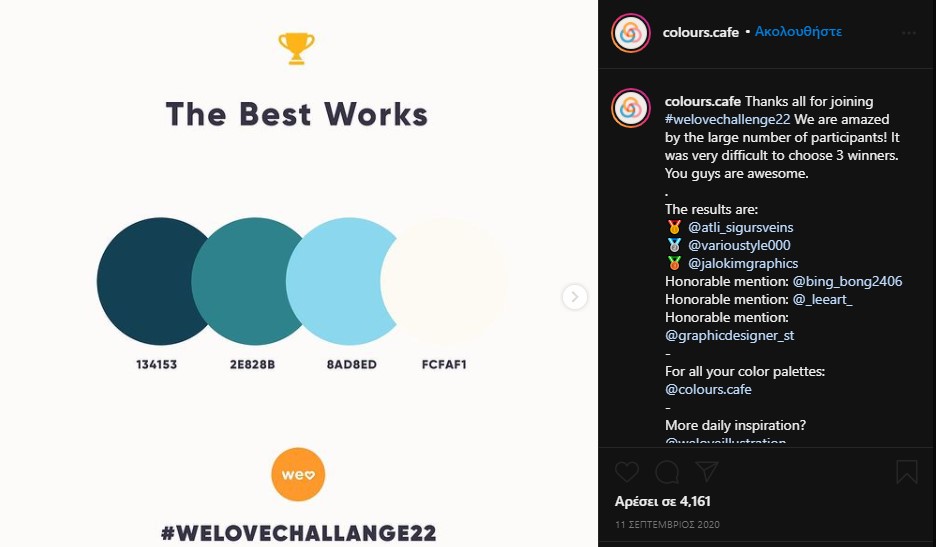 The Best Works
134153 2E828B 8AD8ED FCFAF1
we
#WELOVECHALLANGE22
colours.cafe • Ακολουθήστε
colours.cafe Thanks all for joining
#welovechallenge22 We are amazed
by the large number of participants! It
was very difficult to choose 3 winners.
You guys are awesome.
.
The results are:
🥇 @atli_sigursveins
🥈 @varioustyle000
🥉 @jalokimgraphics
Honorable mention: @bing_bong2406
Honorable mention: @_leeart_
Honorable mention:
@graphicdesigner_st
-
For all your color palettes:
@colours.cafe
-
More daily inspiration?
@weloveillustration
Αρέσει σε 4,161
11 ΣΕΠΤΕΜΒΡΙΟΣ 2020